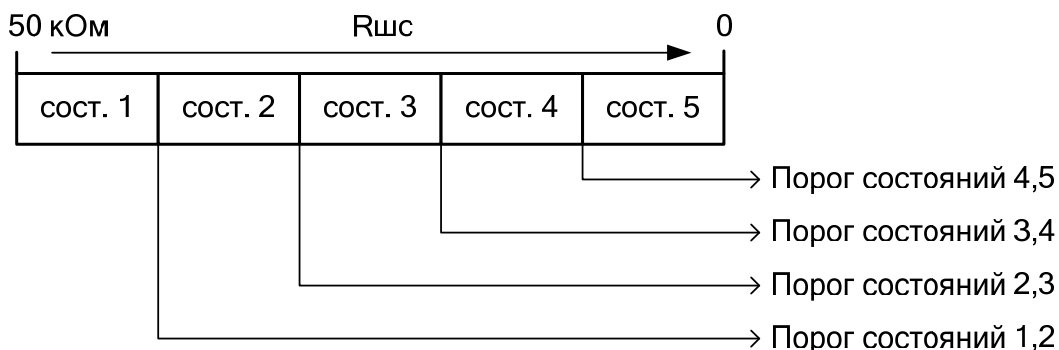 50 кОм Rшс 0
сост. 1 сост. 2 сост. 3 сост. 4 сост. 5
Порог состояний 4,5
Порог состояний 3,4
Порог состояний 2,3
Порог состояний 1,2